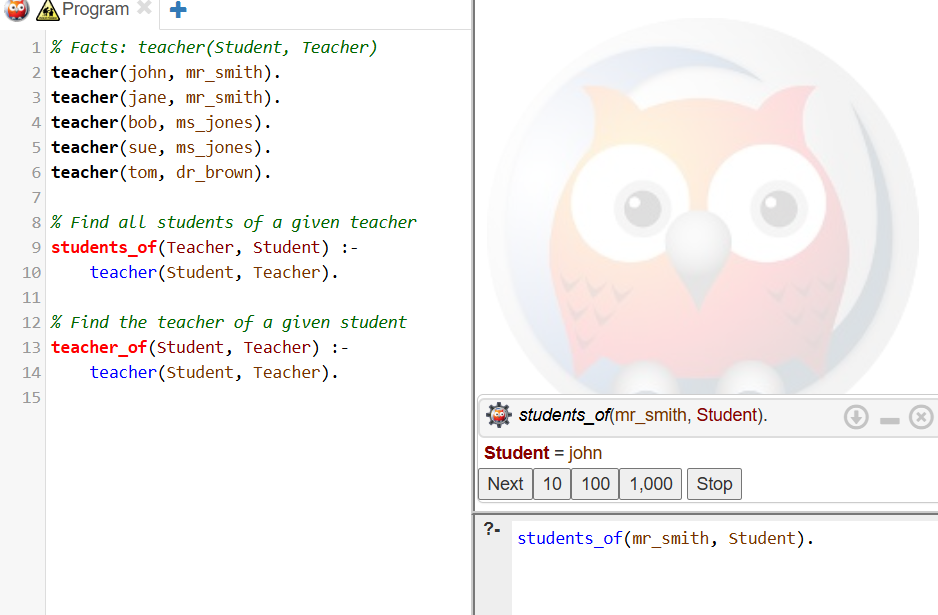 Program
1 % Facts: teacher(Student, Teacher)
2 teacher(john, mr_smith).
3 teacher(jane, mr_smith).
4 teacher(bob, ms_jones).
5 teacher(sue, ms_jones).
6 teacher(tom, dr_brown).
7
8 % Find all students of a given teacher
9 students_of(Teacher, Student) :-
10     teacher(Student, Teacher).
11
12 % Find the teacher of a given student
13 teacher_of(Student, Teacher) :-
14     teacher(Student, Teacher).
15
students_of(mr_smith, Student).
Student = john
Next 10 100 1,000 Stop
?- students_of(mr_smith, Student).